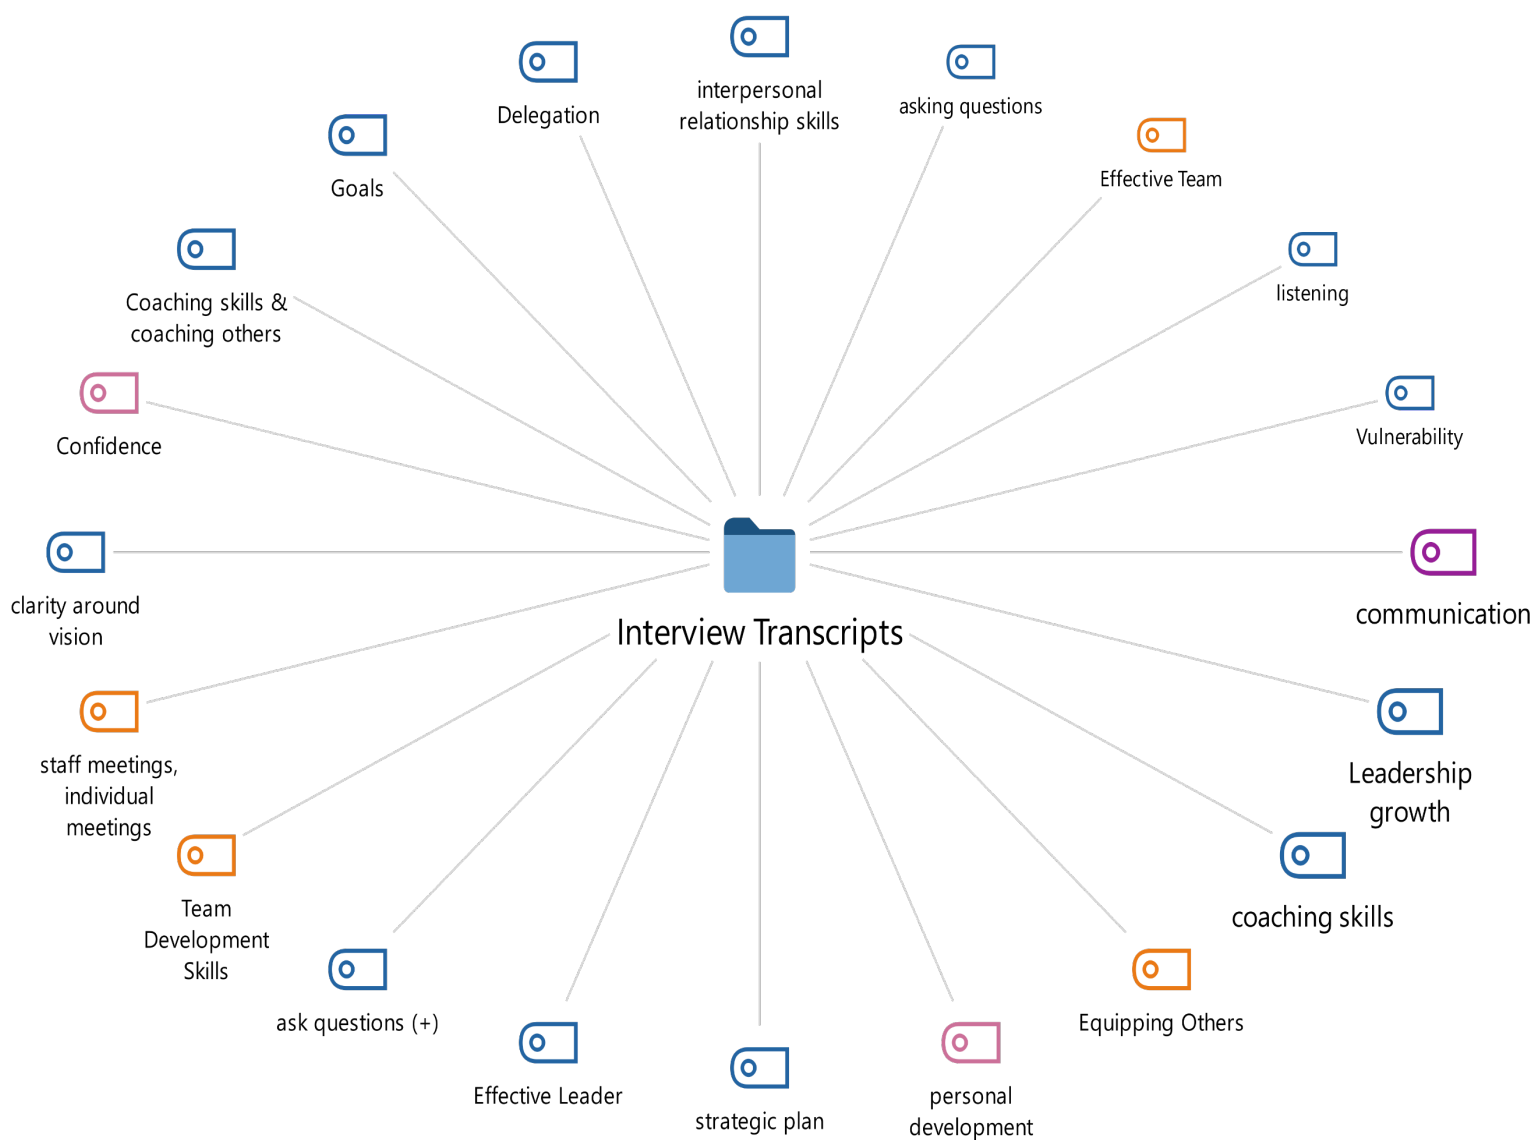 interpersonal
relationship skills
Delegation
asking questions
Goals
Effective Team
Coaching skills &
coaching others
listening
Confidence
Vulnerability
clarity around
vision
Interview Transcripts
communication
staff meetings,
individual
meetings
Leadership
growth
Team
Development
Skills
coaching skills
ask questions (+)
Equipping Others
Effective Leader
strategic plan
personal
development